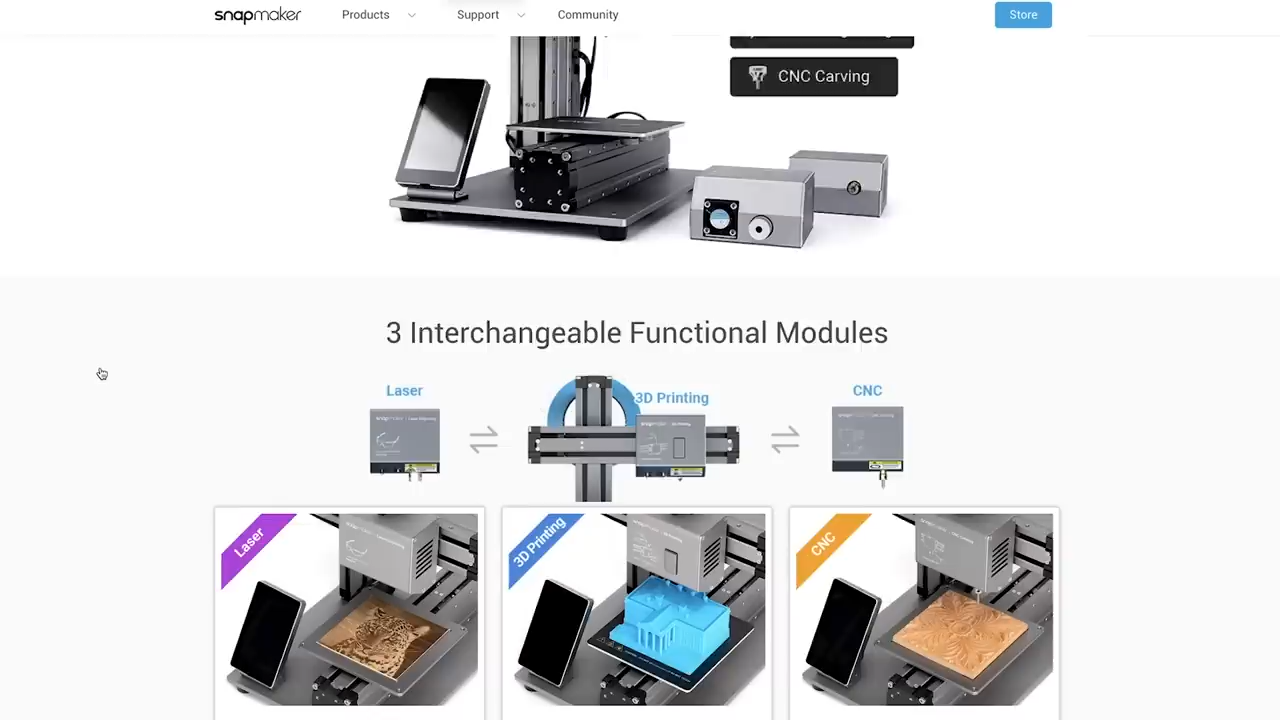 snapmaker
Products
Support
Community
Store
CNC Carving
3 Interchangeable Functional Modules
Laser
3D Printing
CNC
Laser
3D Printing
CNC